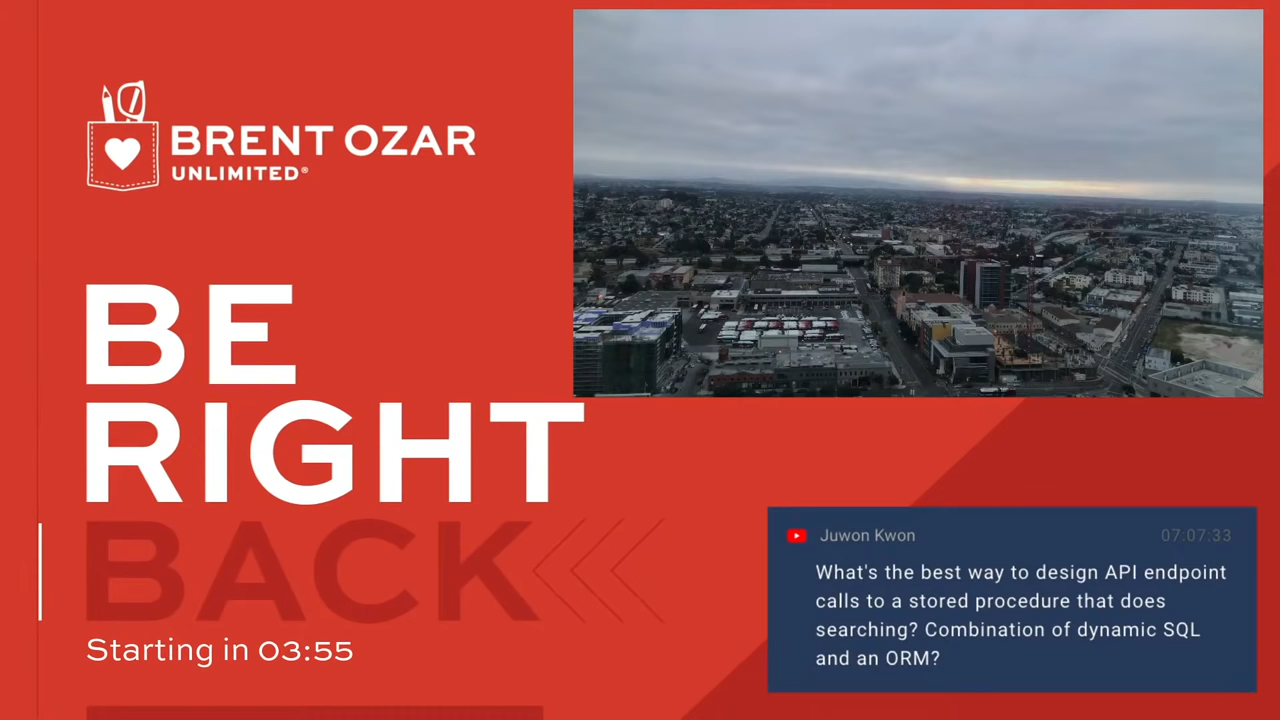 BRENT OZAR
UNLIMITED®
BE
RIGHT
BACK
Starting in 03:55
Juwon Kwon 07:07:33
What's the best way to design API endpoint
calls to a stored procedure that does
searching? Combination of dynamic SQL
and an ORM?